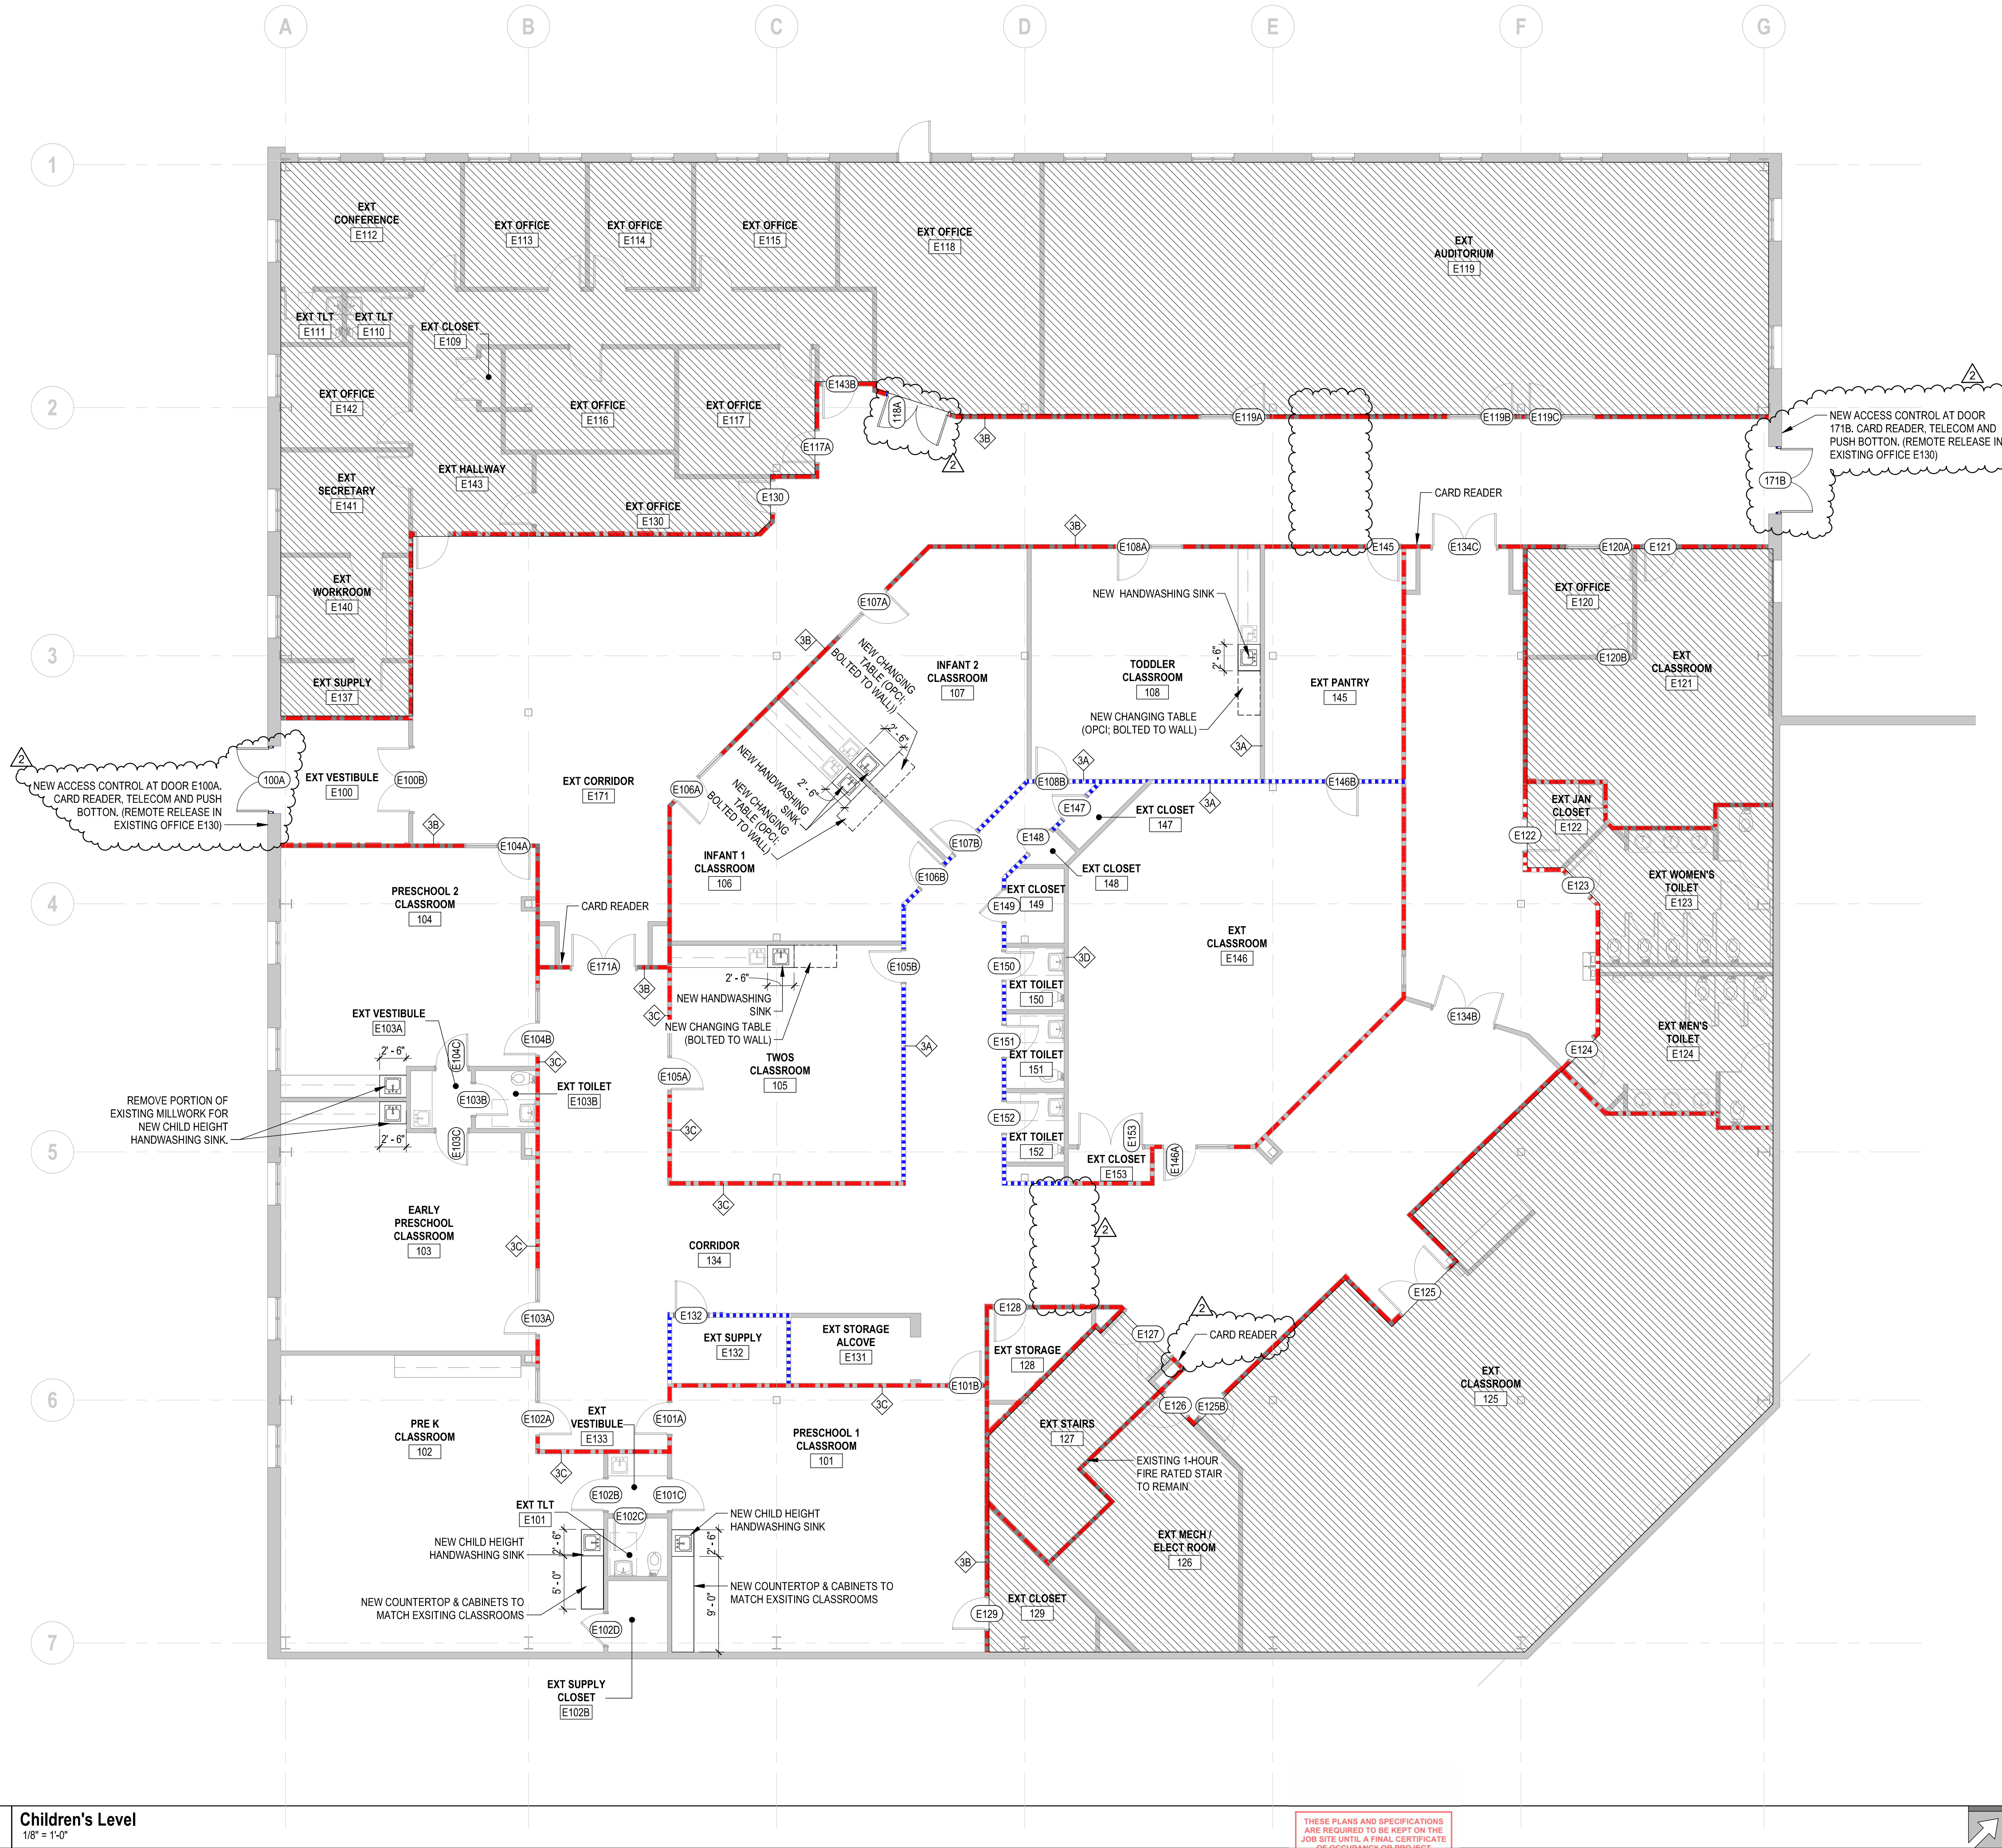 A
B
C
D
E
F
G
1
2
3
4
5
6
7
EXT
CONFERENCE
E112
EXT OFFICE
E113
EXT OFFICE
E114
EXT OFFICE
E115
EXT OFFICE
E118
EXT
AUDITORIUM
E119
EXT TLT
E111
EXT TLT
E110
EXT CLOSET
E109
EXT OFFICE
E142
EXT OFFICE
E116
EXT OFFICE
E117
E143B
118A
E117A
3B
2
E119A
E119B
E119C
2
NEW ACCESS CONTROL AT DOOR
171B. CARD READER, TELECOM AND
PUSH BOTTON. (REMOTE RELEASE IN
EXISTING OFFICE E130)
171B
EXT
SECRETARY
E141
EXT HALLWAY
E143
EXT OFFICE
E130
E130
CARD READER
3B
E108A
E145
E134C
E120A
E121
EXT
WORKROOM
E140
EXT SUPPLY
E137
E107A
3B
NEW CHANGING
TABLE (OPCI;
BOLTED TO WALL))
INFANT 2
CLASSROOM
107
2' - 6"
NEW HANDWASHING SINK
2' - 6"
TODDLER
CLASSROOM
108
NEW CHANGING TABLE
(OPCI; BOLTED TO WALL)
EXT PANTRY
145
3A
EXT OFFICE
E120
E120B
EXT
CLASSROOM
E121
2
NEW ACCESS CONTROL AT DOOR E100A.
CARD READER, TELECOM AND PUSH
BOTTON. (REMOTE RELEASE IN
EXISTING OFFICE E130)
100A
EXT VESTIBULE
E100
E100B
3B
E104A
EXT CORRIDOR
E171
E106A
NEW HANDWASHING
SINK
NEW CHANGING
TABLE (OPCI;
BOLTED TO WALL)
2' - 6"
INFANT 1
CLASSROOM
106
E106B
E107B
E108B
3A
E147
E148
3A
E146B
EXT CLOSET
147
EXT CLOSET
148
EXT CLOSET
149
E149
EXT JAN
CLOSET
E122
E122
E123
EXT WOMEN'S
TOILET
E123
PRESCHOOL 2
CLASSROOM
104
CARD READER
E171A
3B
3C
2' - 6"
NEW HANDWASHING
SINK
NEW CHANGING TABLE
(BOLTED TO WALL)
E105B
3A
E150
EXT TOILET
150
E151
EXT TOILET
151
E152
EXT TOILET
152
3D
EXT
CLASSROOM
E146
E134B
E124
EXT MEN'S
TOILET
E124
EXT VESTIBULE
E103A
2' - 6"
E104C
E104B
3C
E103B
EXT TOILET
E103B
E103C
2' - 6"
REMOVE PORTION OF
EXISTING MILLWORK FOR
NEW CHILD HEIGHT
HANDWASHING SINK.
E105A
TWOS
CLASSROOM
105
3C
3C
E153
EXT CLOSET
E153
E146A
EARLY
PRESCHOOL
CLASSROOM
103
3C
CORRIDOR
134
2
E103A
E132
EXT SUPPLY
E132
EXT STORAGE
ALCOVE
E131
E128
EXT STORAGE
128
E127
2
CARD READER
E125
E101B
3C
E126
E125B
EXT
CLASSROOM
125
PRE K
CLASSROOM
102
E102A
EXT
VESTIBULE
E133
E101A
3C
PRESCHOOL 1
CLASSROOM
101
EXT STAIRS
127
EXISTING 1-HOUR
FIRE RATED STAIR
TO REMAIN
E102B
E101C
EXT TLT
E101
E102C
NEW CHILD HEIGHT
HANDWASHING SINK
2' - 6"
2' - 6"
NEW CHILD HEIGHT
HANDWASHING SINK
5' - 0"
NEW COUNTERTOP & CABINETS TO
MATCH EXSITING CLASSROOMS
NEW COUNTERTOP & CABINETS TO
MATCH EXSITING CLASSROOMS
9' - 0"
3B
EXT MECH /
ELECT ROOM
126
EXT CLOSET
129
E129
E102D
EXT SUPPLY
CLOSET
E102B
Children's Level
1/8" = 1'-0"
THESE PLANS AND SPECIFICATIONS
ARE REQUIRED TO BE KEPT ON THE
JOB SITE UNTIL A FINAL CERTIFICATE
OF OCCUPANCY OR PROJECT